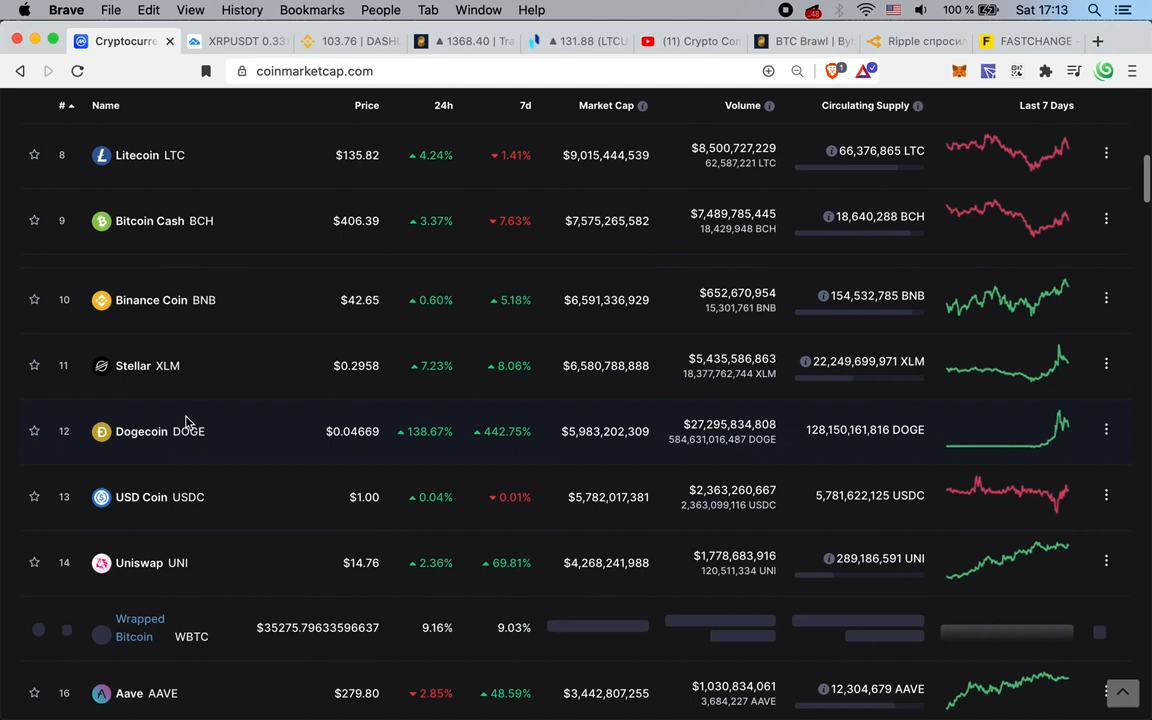 Brave File Edit View History Bookmarks People Tab Window Help 48 100 % Sat 17:13
Cryptocurre XRPUSDT 0.33 103.76 | DASHU ▲ 1368.40 | Tra ▲ 131.88 (LTCU (11) Crypto Con BTC Brawl | Byb Ripple спросил FASTCHANGE -
coinmarketcap.com 1
# Name Price 24h 7d Market Cap Volume Circulating Supply Last 7 Days
8 Litecoin LTC $135.82 4.24% 1.41% $9,015,444,539 $8,500,727,229 66,376,865 LTC
62,587,221 LTC
9 Bitcoin Cash BCH $406.39 3.37% 7.63% $7,575,265,582 $7,489,785,445 18,640,288 BCH
18,429,948 BCH
10 Binance Coin BNB $42.65 0.60% 5.18% $6,591,336,929 $652,670,954 154,532,785 BNB
15,301,761 BNB
11 Stellar XLM $0.2958 7.23% 8.06% $6,580,788,888 $5,435,586,863 22,249,699,971 XLM
18,377,762,744 XLM
12 Dogecoin DOGE $0.04669 138.67% 442.75% $5,983,202,309 $27,295,834,808 128,150,161,816 DOGE
584,631,016,487 DOGE
13 USD Coin USDC $1.00 0.04% 0.01% $5,782,017,381 $2,363,260,667 5,781,622,125 USDC
2,363,099,116 USDC
14 Uniswap UNI $14.76 2.36% 69.81% $4,268,241,988 $1,778,683,916 289,186,591 UNI
120,511,334 UNI
Wrapped
Bitcoin WBTC $35275.79633596637 9.16% 9.03%
16 Aave AAVE $279.80 2.85% 48.59% $3,442,807,255 $1,030,834,061 12,304,679 AAVE
3,684,227 AAVE